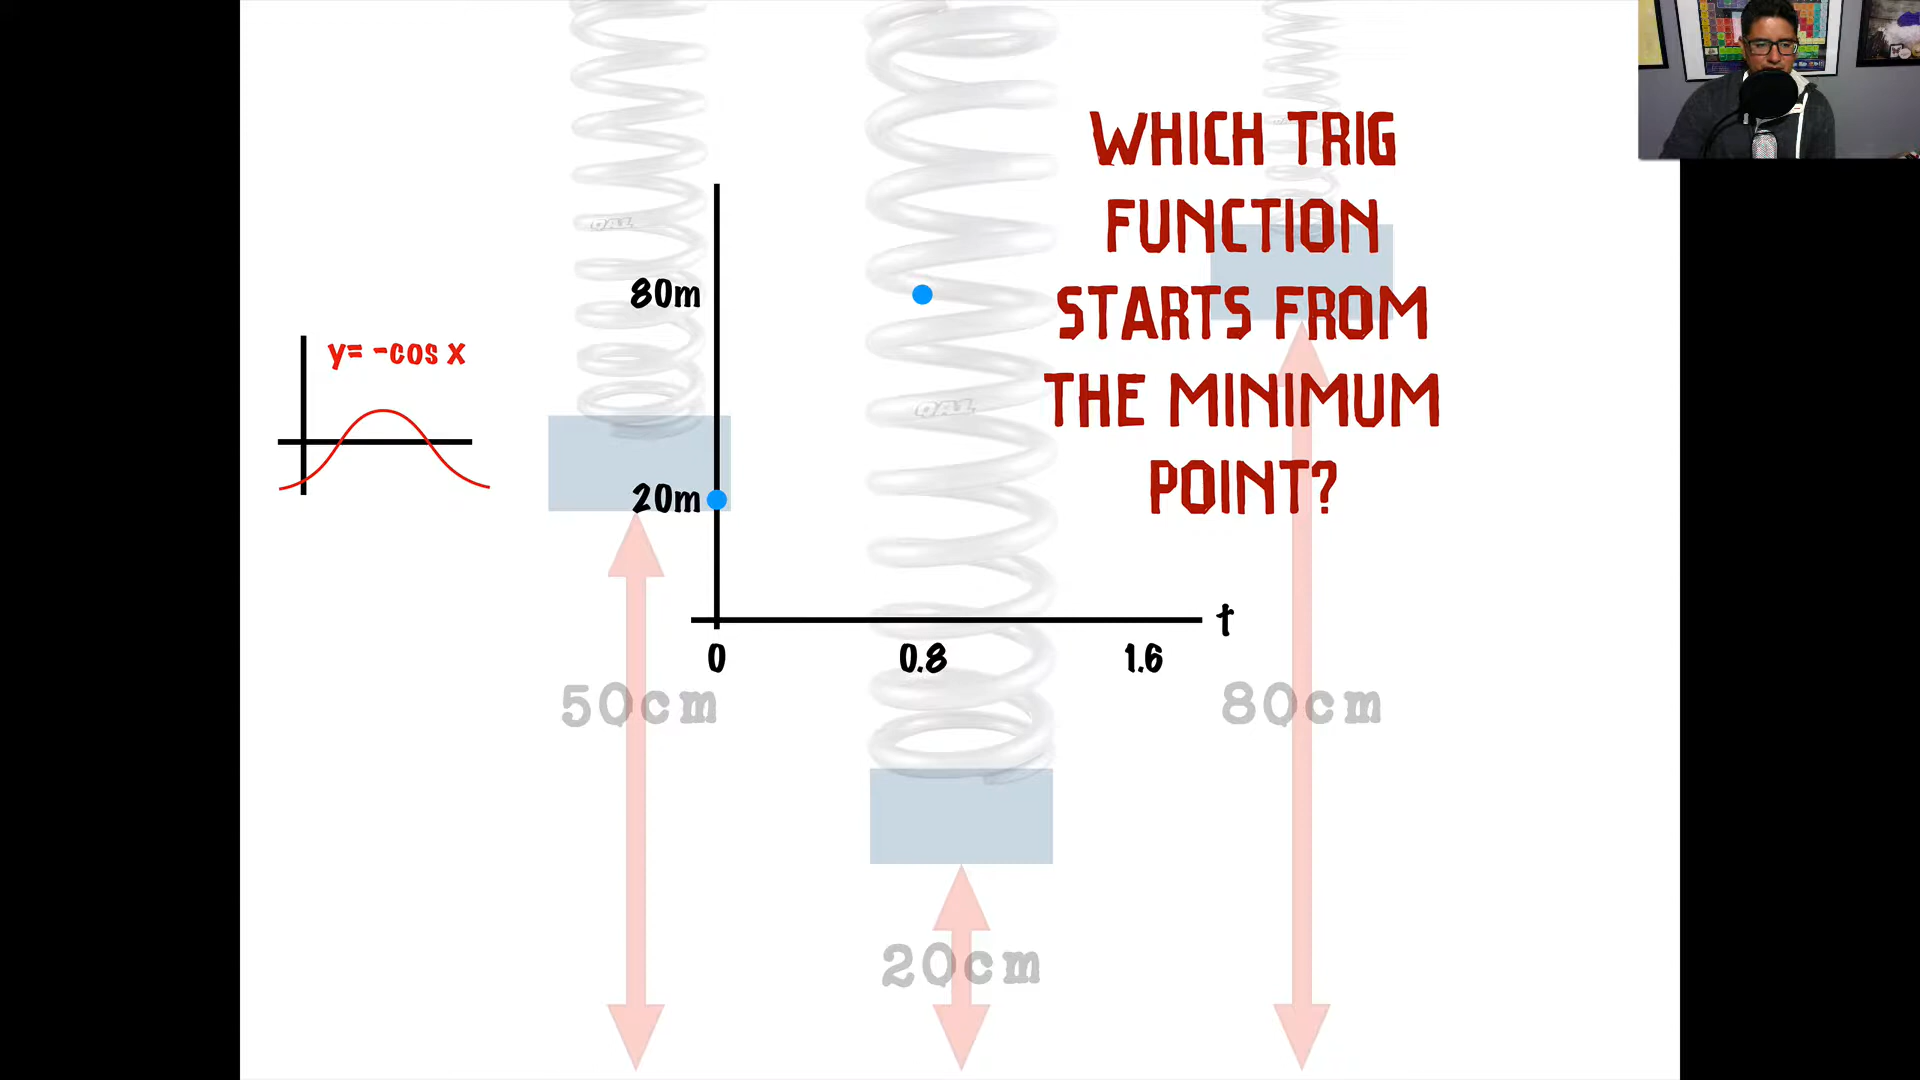 WHICH TRIG
FUNCTION
STARTS FROM
THE MINIMUM
POINT?
y= -cos x
80m
20m
t
0
0.8
1.6
50cm
80cm
20cm